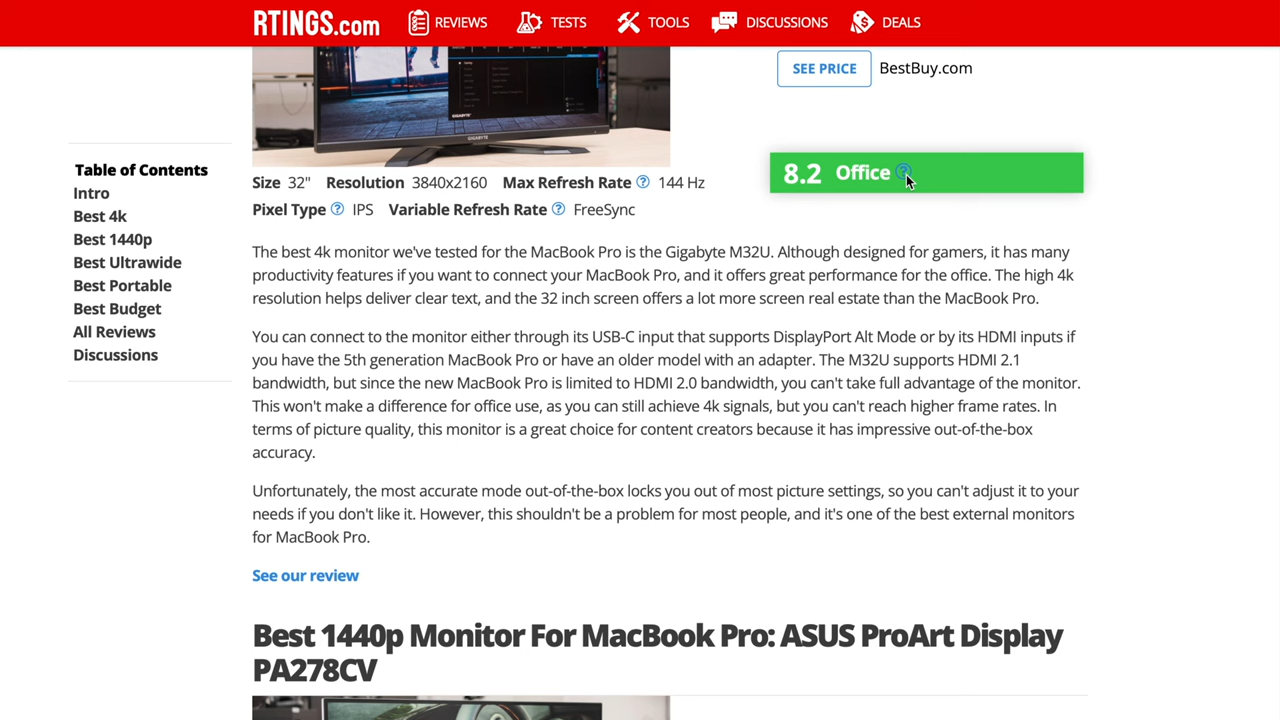 RTINGS.com REVIEWS TESTS TOOLS DISCUSSIONS DEALS
SEE PRICE BestBuy.com
GIGABYTE
8.2 Office
Table of Contents
Intro
Best 4k
Best 1440p
Best Ultrawide
Best Portable
Best Budget
All Reviews
Discussions
Size 32" Resolution 3840x2160 Max Refresh Rate ? 144 Hz
Pixel Type ? IPS Variable Refresh Rate ? FreeSync
The best 4k monitor we've tested for the MacBook Pro is the Gigabyte M32U. Although designed for gamers, it has many
productivity features if you want to connect your MacBook Pro, and it offers great performance for the office. The high 4k
resolution helps deliver clear text, and the 32 inch screen offers a lot more screen real estate than the MacBook Pro.
You can connect to the monitor either through its USB-C input that supports DisplayPort Alt Mode or by its HDMI inputs if
you have the 5th generation MacBook Pro or have an older model with an adapter. The M32U supports HDMI 2.1
bandwidth, but since the new MacBook Pro is limited to HDMI 2.0 bandwidth, you can't take full advantage of the monitor.
This won't make a difference for office use, as you can still achieve 4k signals, but you can't reach higher frame rates. In
terms of picture quality, this monitor is a great choice for content creators because it has impressive out-of-the-box
accuracy.
Unfortunately, the most accurate mode out-of-the-box locks you out of most picture settings, so you can't adjust it to your
needs if you don't like it. However, this shouldn't be a problem for most people, and it's one of the best external monitors
for MacBook Pro.
See our review
Best 1440p Monitor For MacBook Pro: ASUS ProArt Display
PA278CV